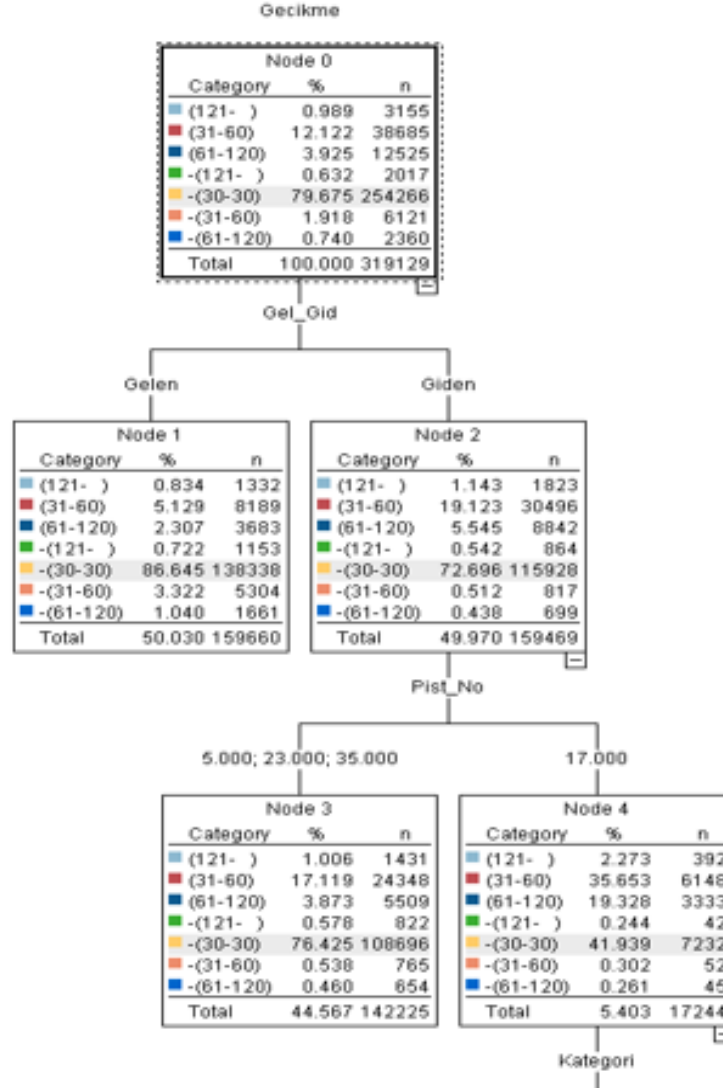 Gecikme
Node 0
Category % n
(121- ) 0.989 3155
(31-60) 12.122 38685
(61-120) 3.925 12525
-(121- ) 0.632 2017
-(30-30) 79.675 254266
-(31-60) 1.918 6121
-(61-120) 0.740 2360
Total 100.000 319129
Gel_Gid
Gelen
Giden
Node 1
Category % n
(121- ) 0.834 1332
(31-60) 5.129 8189
(61-120) 2.307 3683
-(121- ) 0.722 1153
-(30-30) 86.645 138338
-(31-60) 3.322 5304
-(61-120) 1.040 1661
Total 50.030 159660
Node 2
Category % n
(121- ) 1.143 1823
(31-60) 19.123 30496
(61-120) 5.545 8842
-(121- ) 0.542 864
-(30-30) 72.696 115928
-(31-60) 0.512 817
-(61-120) 0.438 699
Total 49.970 159469
Pist_No
5.000; 23.000; 35.000
17.000
Node 3
Category % n
(121- ) 1.006 1431
(31-60) 17.119 24348
(61-120) 3.873 5509
-(121- ) 0.578 822
-(30-30) 76.425 108696
-(31-60) 0.538 765
-(61-120) 0.460 654
Total 44.567 142225
Node 4
Category % n
(121- ) 2.273 392
(31-60) 35.653 6148
(61-120) 19.328 3333
-(121- ) 0.244 42
-(30-30) 41.939 7232
-(31-60) 0.302 52
-(61-120) 0.261 45
Total 5.403 17244
Kategori